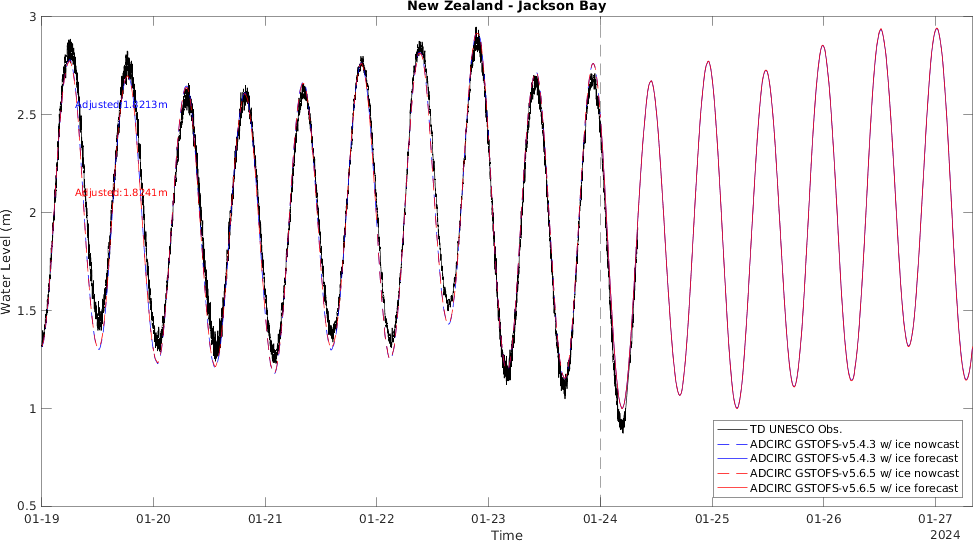 New Zealand - Jackson Bay
3
2.5
2
1.5
1
0.5
Water Level (m)
Adjusted:1.8213m
Adjusted:1.8241m
TD UNESCO Obs.
ADCIRC GSTOFS-v5.4.3 w/ ice nowcast
ADCIRC GSTOFS-v5.4.3 w/ ice forecast
ADCIRC GSTOFS-v5.6.5 w/ ice nowcast
ADCIRC GSTOFS-v5.6.5 w/ ice forecast
01-19 01-20 01-21 01-22 01-23 01-24 01-25 01-26 01-27
Time
2024